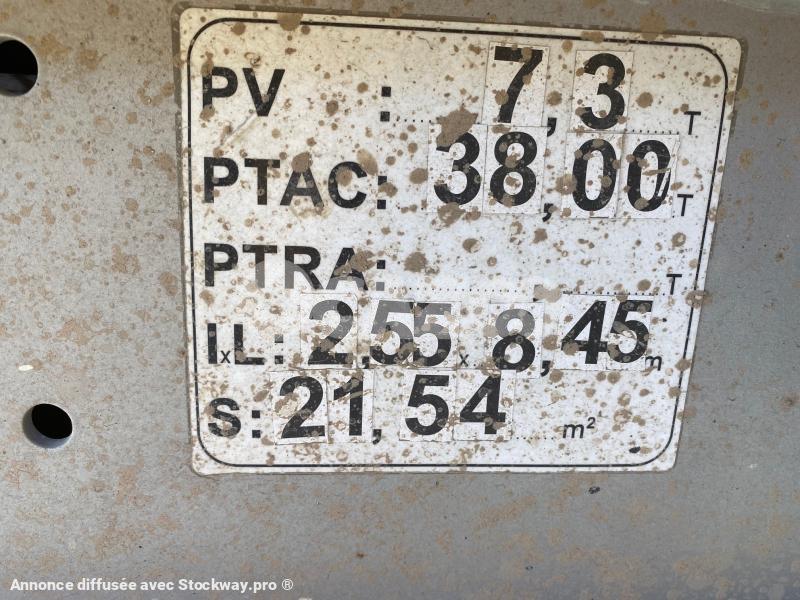 PV : 7,3 T
PTAC: 38,00 T
PTRA: T
IxL: 2,55 x 8,45 m
S: 21,54 m²
Annonce diffusée avec Stockway.pro ®